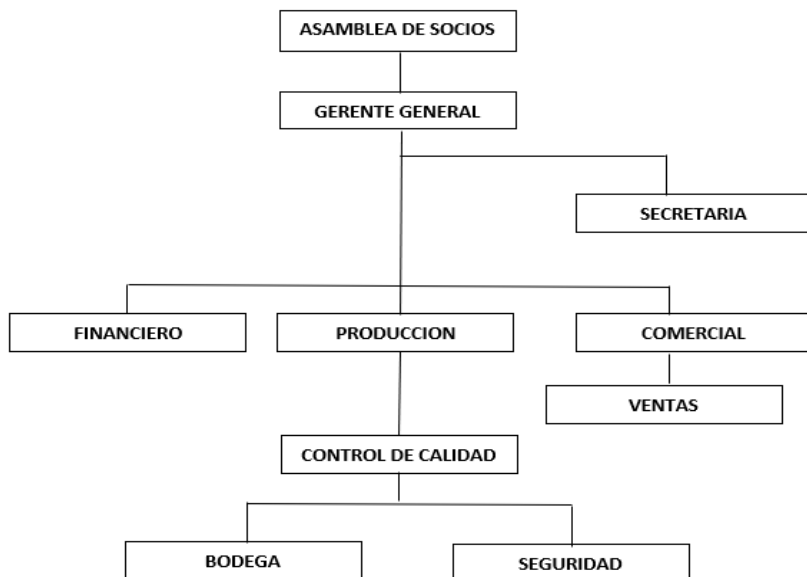 ASAMBLEA DE SOCIOS
GERENTE GENERAL
SECRETARIA
FINANCIERO
PRODUCCION
COMERCIAL
VENTAS
CONTROL DE CALIDAD
BODEGA
SEGURIDAD